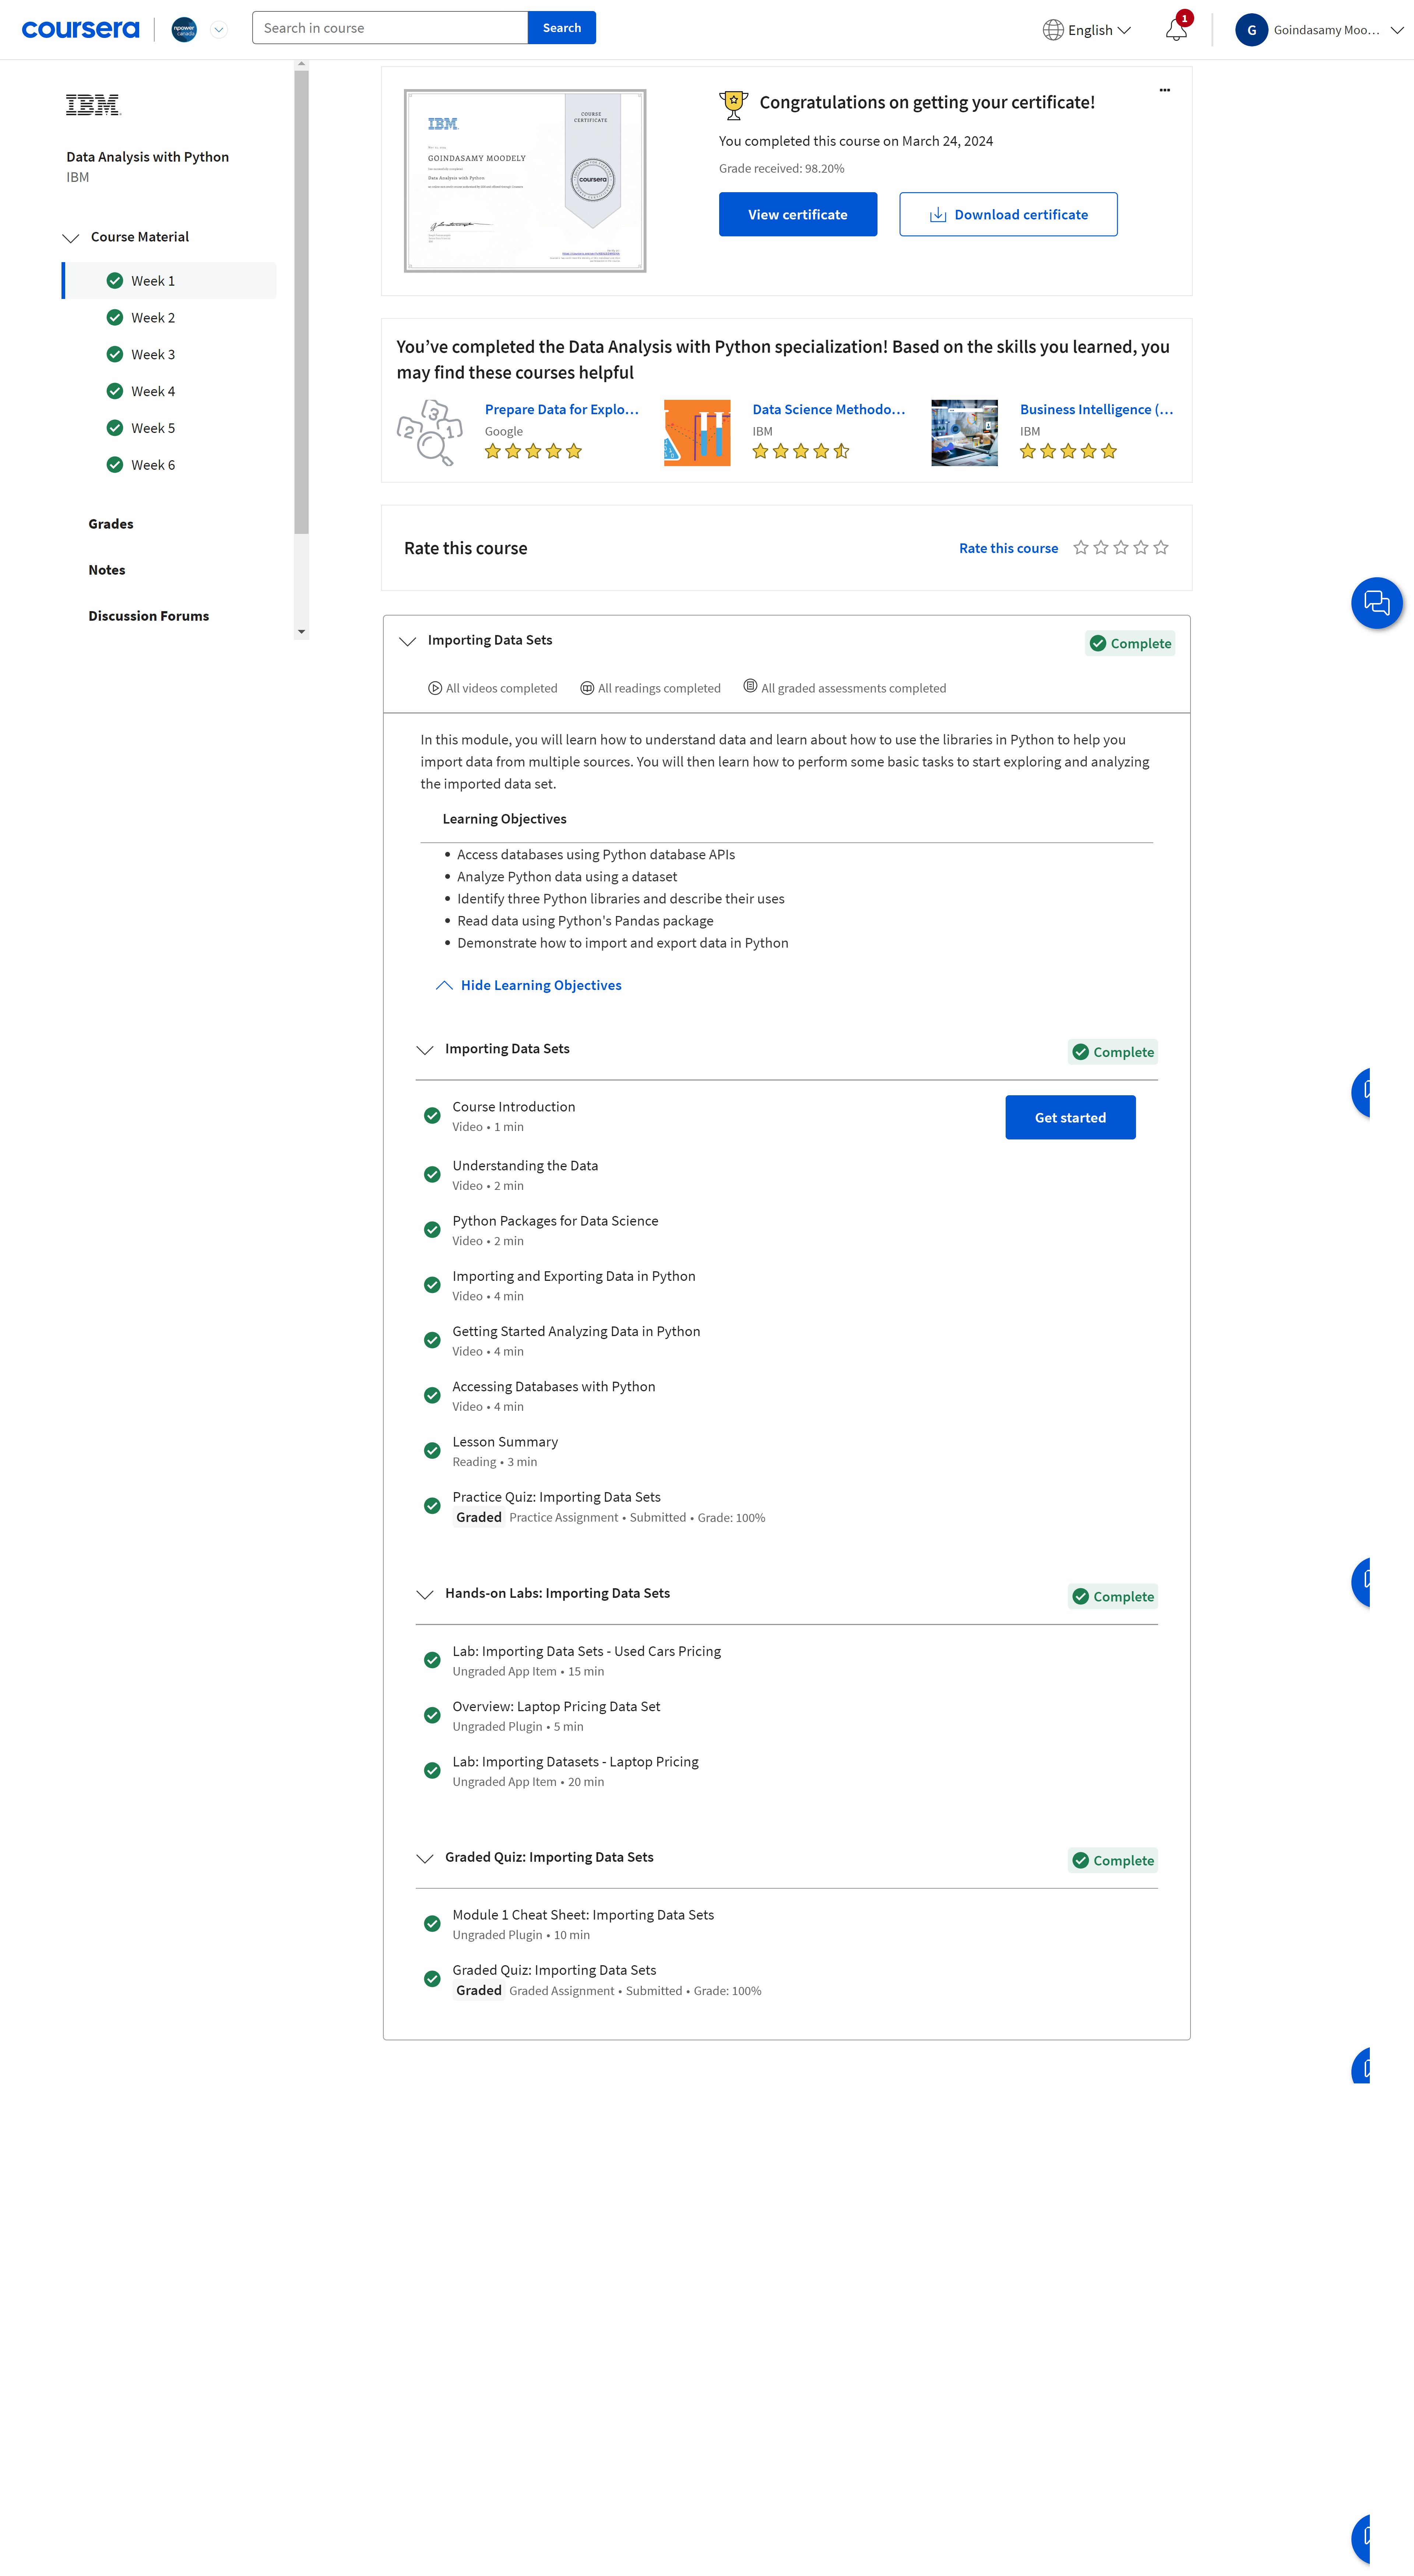 coursera
npower
canada
Search in course
Search
English
1
G
Goindasamy Moo...
IBM
Data Analysis with Python
IBM
Course Material
Week 1
Week 2
Week 3
Week 4
Week 5
Week 6
Grades
Notes
Discussion Forums
IBM
GOINDASAMY MOODELY
Data Analysis with Python
COURSE
CERTIFICATE
coursera
Congratulations on getting your certificate!
You completed this course on March 24, 2024
Grade received: 98.20%
View certificate
Download certificate
You’ve completed the Data Analysis with Python specialization! Based on the skills you learned, you
may find these courses helpful
Prepare Data for Explo...
Google
Data Science Methodo...
IBM
Business Intelligence (...
IBM
Rate this course
Rate this course
Importing Data Sets
Complete
All videos completed
All readings completed
All graded assessments completed
In this module, you will learn how to understand data and learn about how to use the libraries in Python to help you
import data from multiple sources. You will then learn how to perform some basic tasks to start exploring and analyzing
the imported data set.
Learning Objectives
• Access databases using Python database APIs
• Analyze Python data using a dataset
• Identify three Python libraries and describe their uses
• Read data using Python's Pandas package
• Demonstrate how to import and export data in Python
Hide Learning Objectives
Importing Data Sets
Complete
Course Introduction
Video • 1 min
Get started
Understanding the Data
Video • 2 min
Python Packages for Data Science
Video • 2 min
Importing and Exporting Data in Python
Video • 4 min
Getting Started Analyzing Data in Python
Video • 4 min
Accessing Databases with Python
Video • 4 min
Lesson Summary
Reading • 3 min
Practice Quiz: Importing Data Sets
Graded Practice Assignment • Submitted • Grade: 100%
Hands-on Labs: Importing Data Sets
Complete
Lab: Importing Data Sets - Used Cars Pricing
Ungraded App Item • 15 min
Overview: Laptop Pricing Data Set
Ungraded Plugin • 5 min
Lab: Importing Datasets - Laptop Pricing
Ungraded App Item • 20 min
Graded Quiz: Importing Data Sets
Complete
Module 1 Cheat Sheet: Importing Data Sets
Ungraded Plugin • 10 min
Graded Quiz: Importing Data Sets
Graded Graded Assignment • Submitted • Grade: 100%